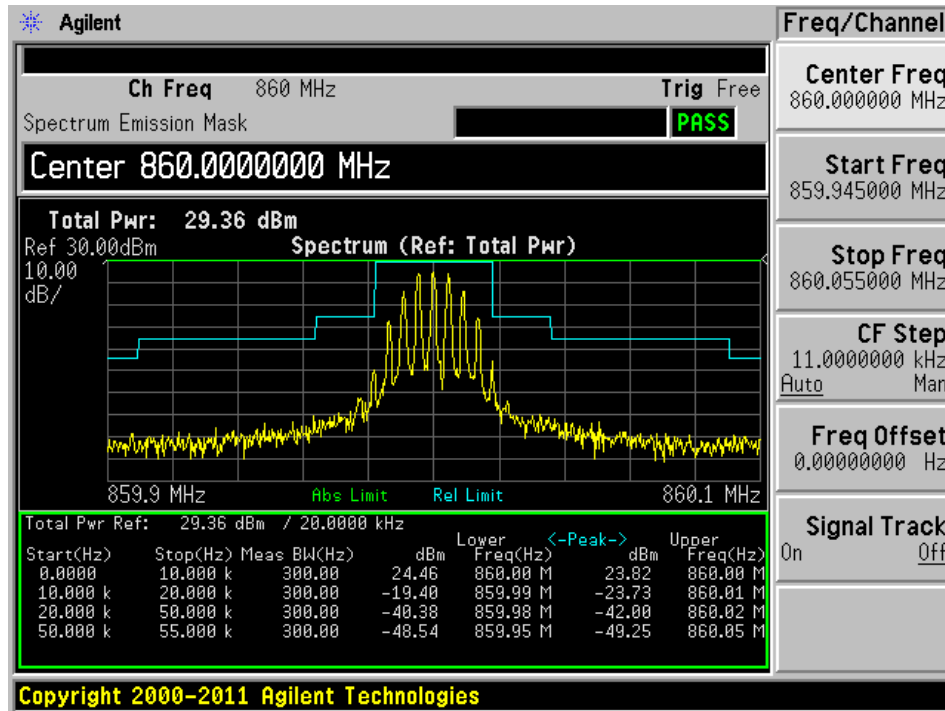 Agilent
Freq/Channel
Ch Freq 860 MHz Trig Free
Spectrum Emission Mask PASS
Center 860.0000000 MHz
Total Pwr: 29.36 dBm
Ref 30.00dBm Spectrum (Ref: Total Pwr)
10.00
dB/
859.9 MHz Abs Limit Rel Limit 860.1 MHz
Total Pwr Ref: 29.36 dBm / 20.0000 kHz
Lower <-Peak-> Upper
Start(Hz) Stop(Hz) Meas BW(Hz) dBm Freq(Hz) dBm Freq(Hz)
0.0000 10.000 k 300.00 24.46 860.00 M 23.82 860.00 M
10.000 k 20.000 k 300.00 -19.40 859.99 M -23.73 860.01 M
20.000 k 50.000 k 300.00 -40.38 859.98 M -42.00 860.02 M
50.000 k 55.000 k 300.00 -48.54 859.95 M -49.25 860.05 M
Center Freq
860.000000 MHz
Start Freq
859.945000 MHz
Stop Freq
860.055000 MHz
CF Step
11.0000000 kHz
Auto Man
Freq Offset
0.00000000 Hz
Signal Track
On Off
Copyright 2000-2011 Agilent Technologies